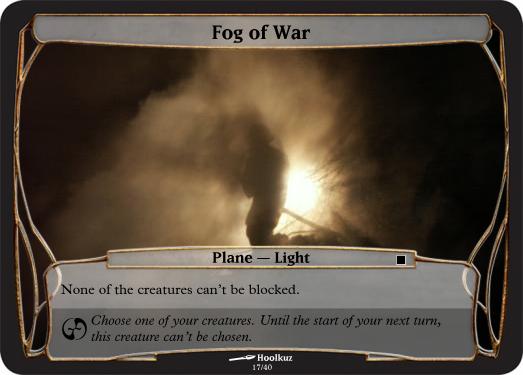 Fog of War
Plane — Light
None of the creatures can't be blocked.
Choose one of your creatures. Until the start of your next turn,
this creature can't be chosen.
Hoolkuz
17/40